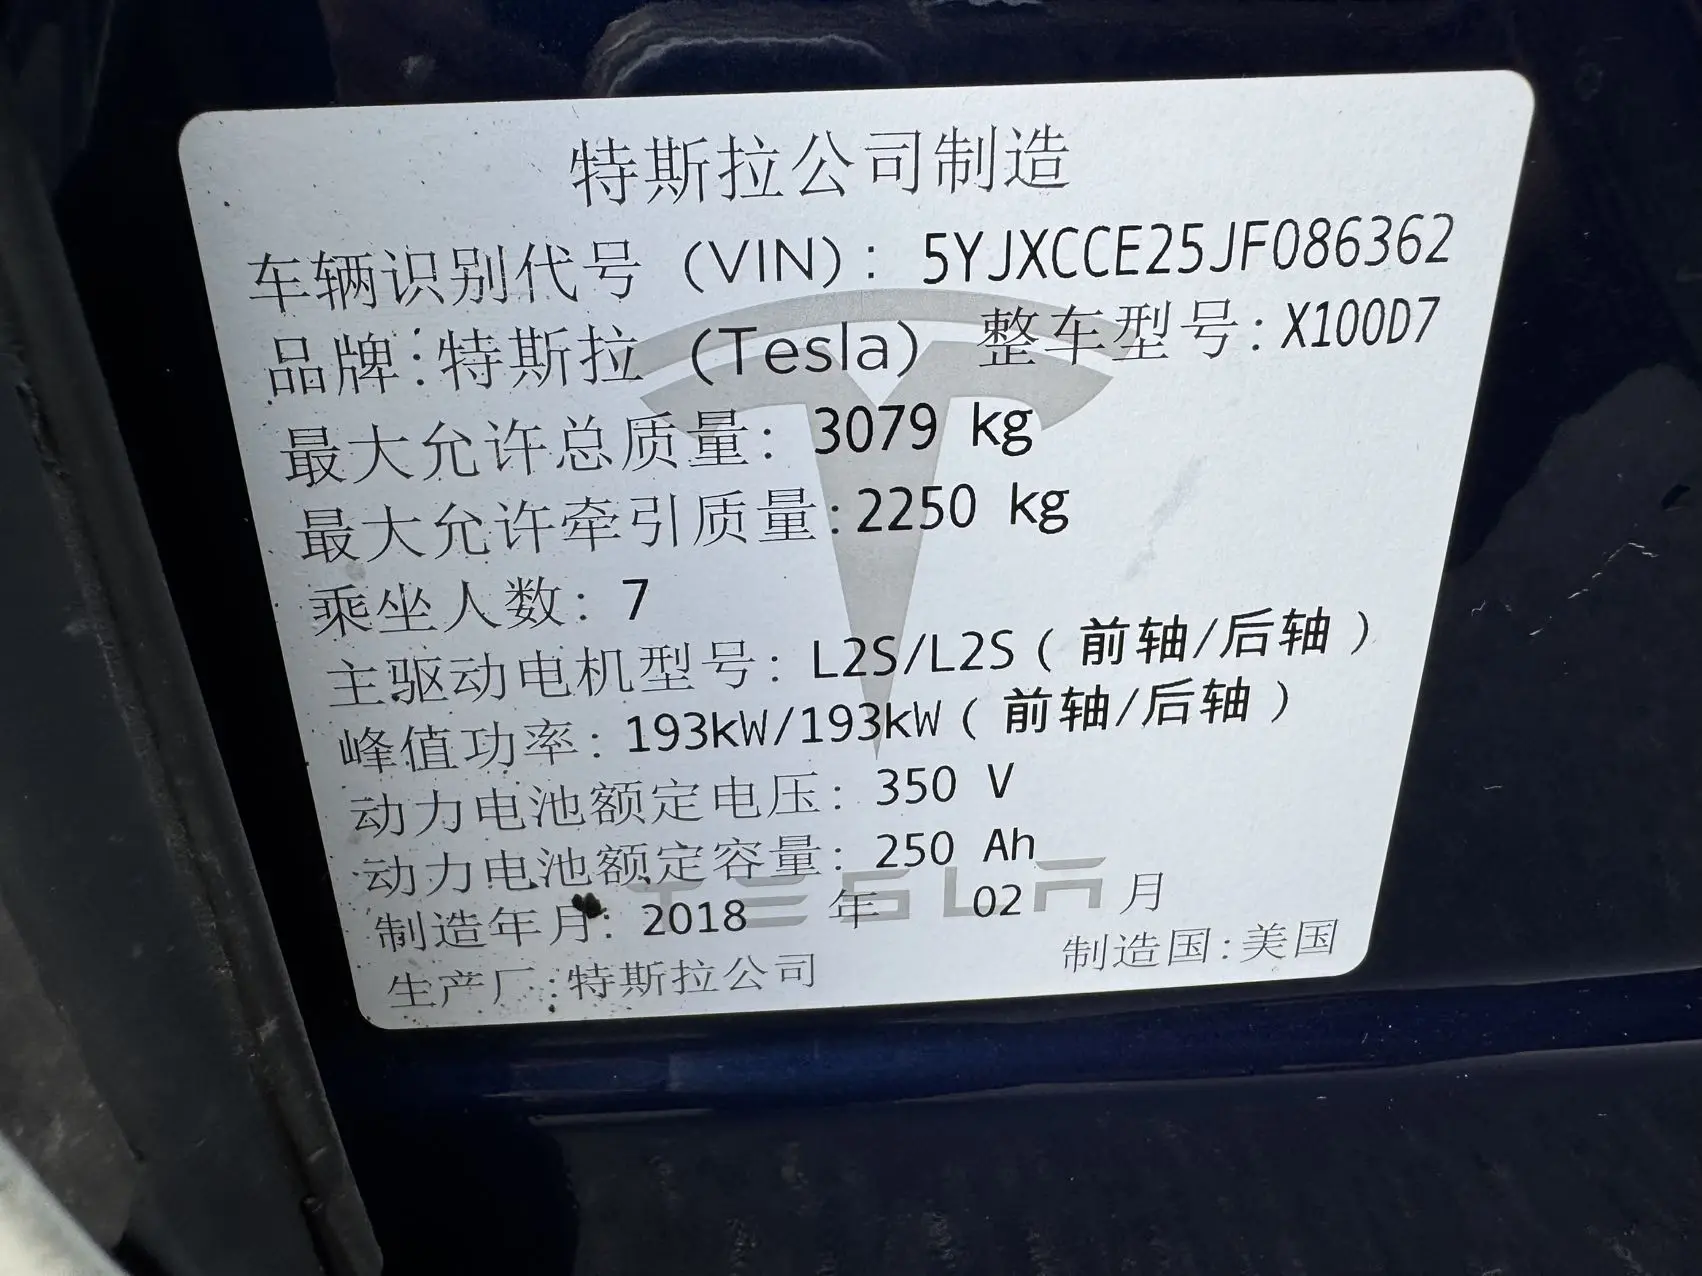 特斯拉公司制造
车辆识别代号 (VIN): 5YJXCCE25JF086362
品牌:特斯拉 (Tesla) 整车型号: X100D7
最大允许总质量: 3079 kg
最大允许牵引质量:2250 kg
乘坐人数: 7
主驱动电机型号: L2S/L2S(前轴/后轴)
峰值功率: 193kW/193kW(前轴/后轴)
动力电池额定电压: 350 V
动力电池额定容量: 250 Ah
TESLA
制造年月: 2018 年 02 月
生产厂:特斯拉公司 制造国:美国